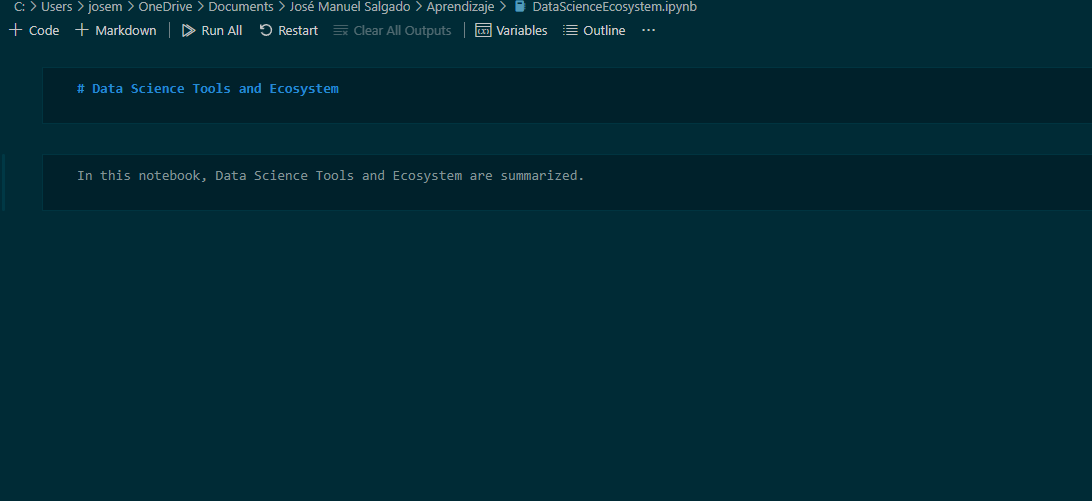 C: > Users > josem > OneDrive > Documents > José Manuel Salgado > Aprendizaje > DataScienceEcosystem.ipynb
+ Code + Markdown | Run All Restart Clear All Outputs | Variables Outline ...
# Data Science Tools and Ecosystem
In this notebook, Data Science Tools and Ecosystem are summarized.